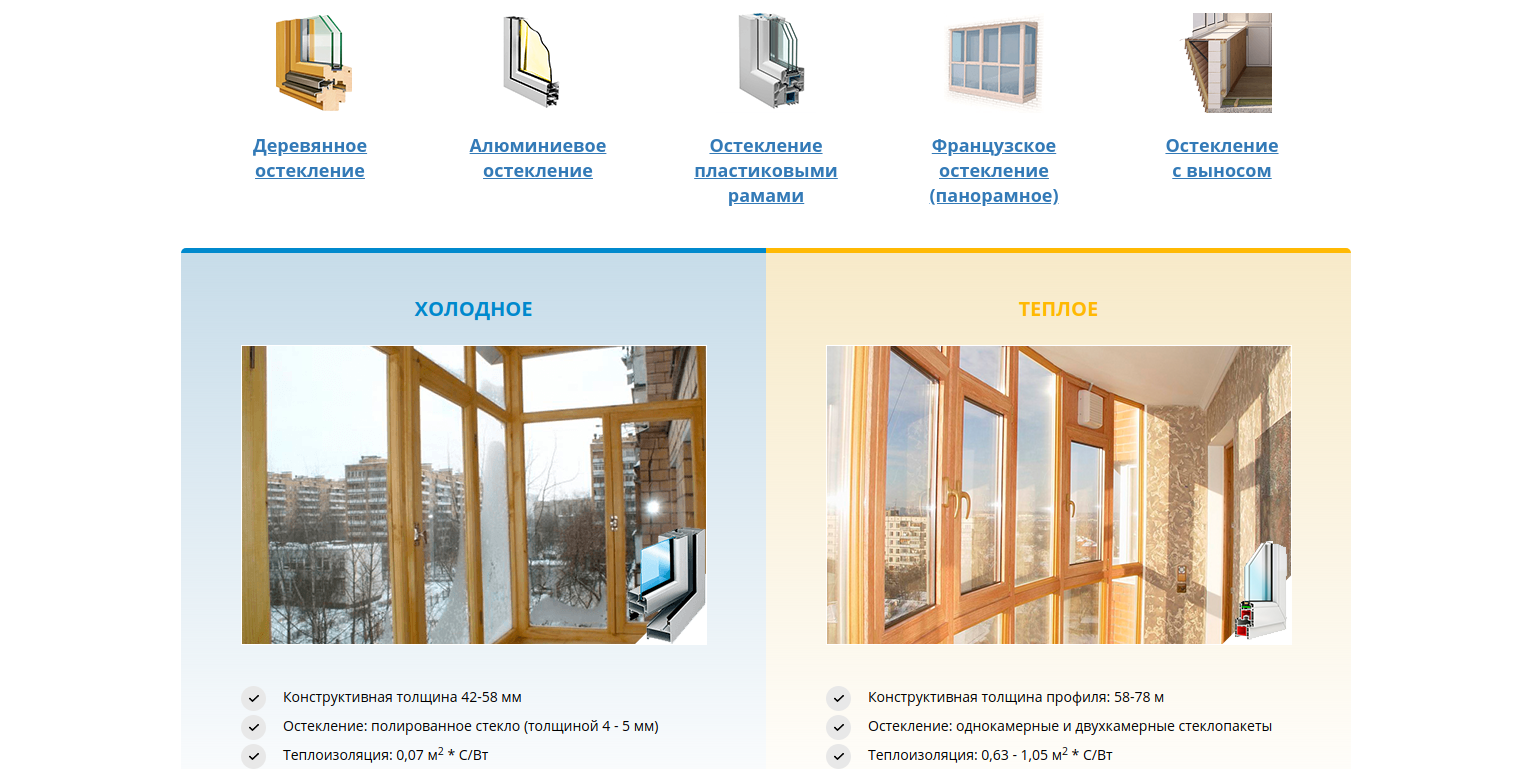 Деревянное
остекление
Алюминиевое
остекление
Остекление
пластиковыми
рамами
Французское
остекление
(панорамное)
Остекление
с выносом
ХОЛОДНОЕ
Конструктивная толщина 42-58 мм
Остекление: полированное стекло (толщиной 4 - 5 мм)
Теплоизоляция: 0,07 м² * С/Вт
ТЕПЛОЕ
Конструктивная толщина профиля: 58-78 м
Остекление: однокамерные и двухкамерные стеклопакеты
Теплоизоляция: 0,63 - 1,05 м² * С/Вт